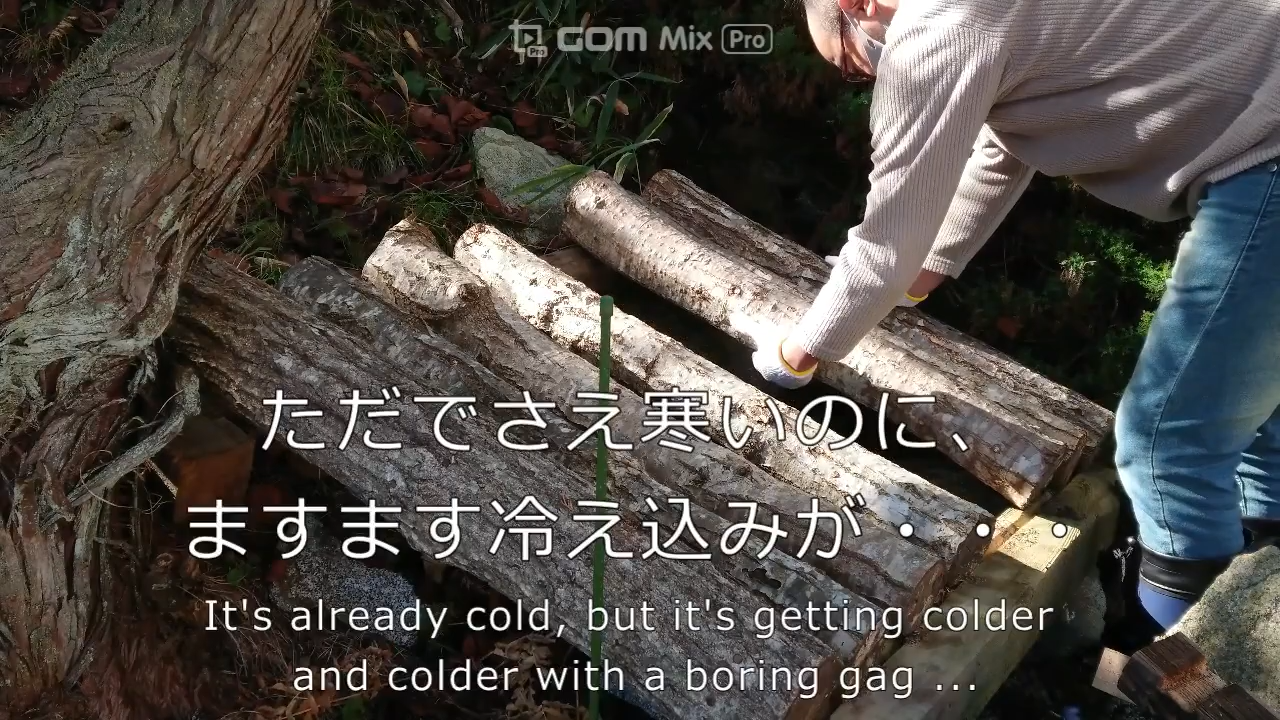 GOM Mix Pro
Pro
ただでさえ寒いのに、
ますます冷え込みが・・・
It's already cold, but it's getting colder
and colder with a boring gag ...